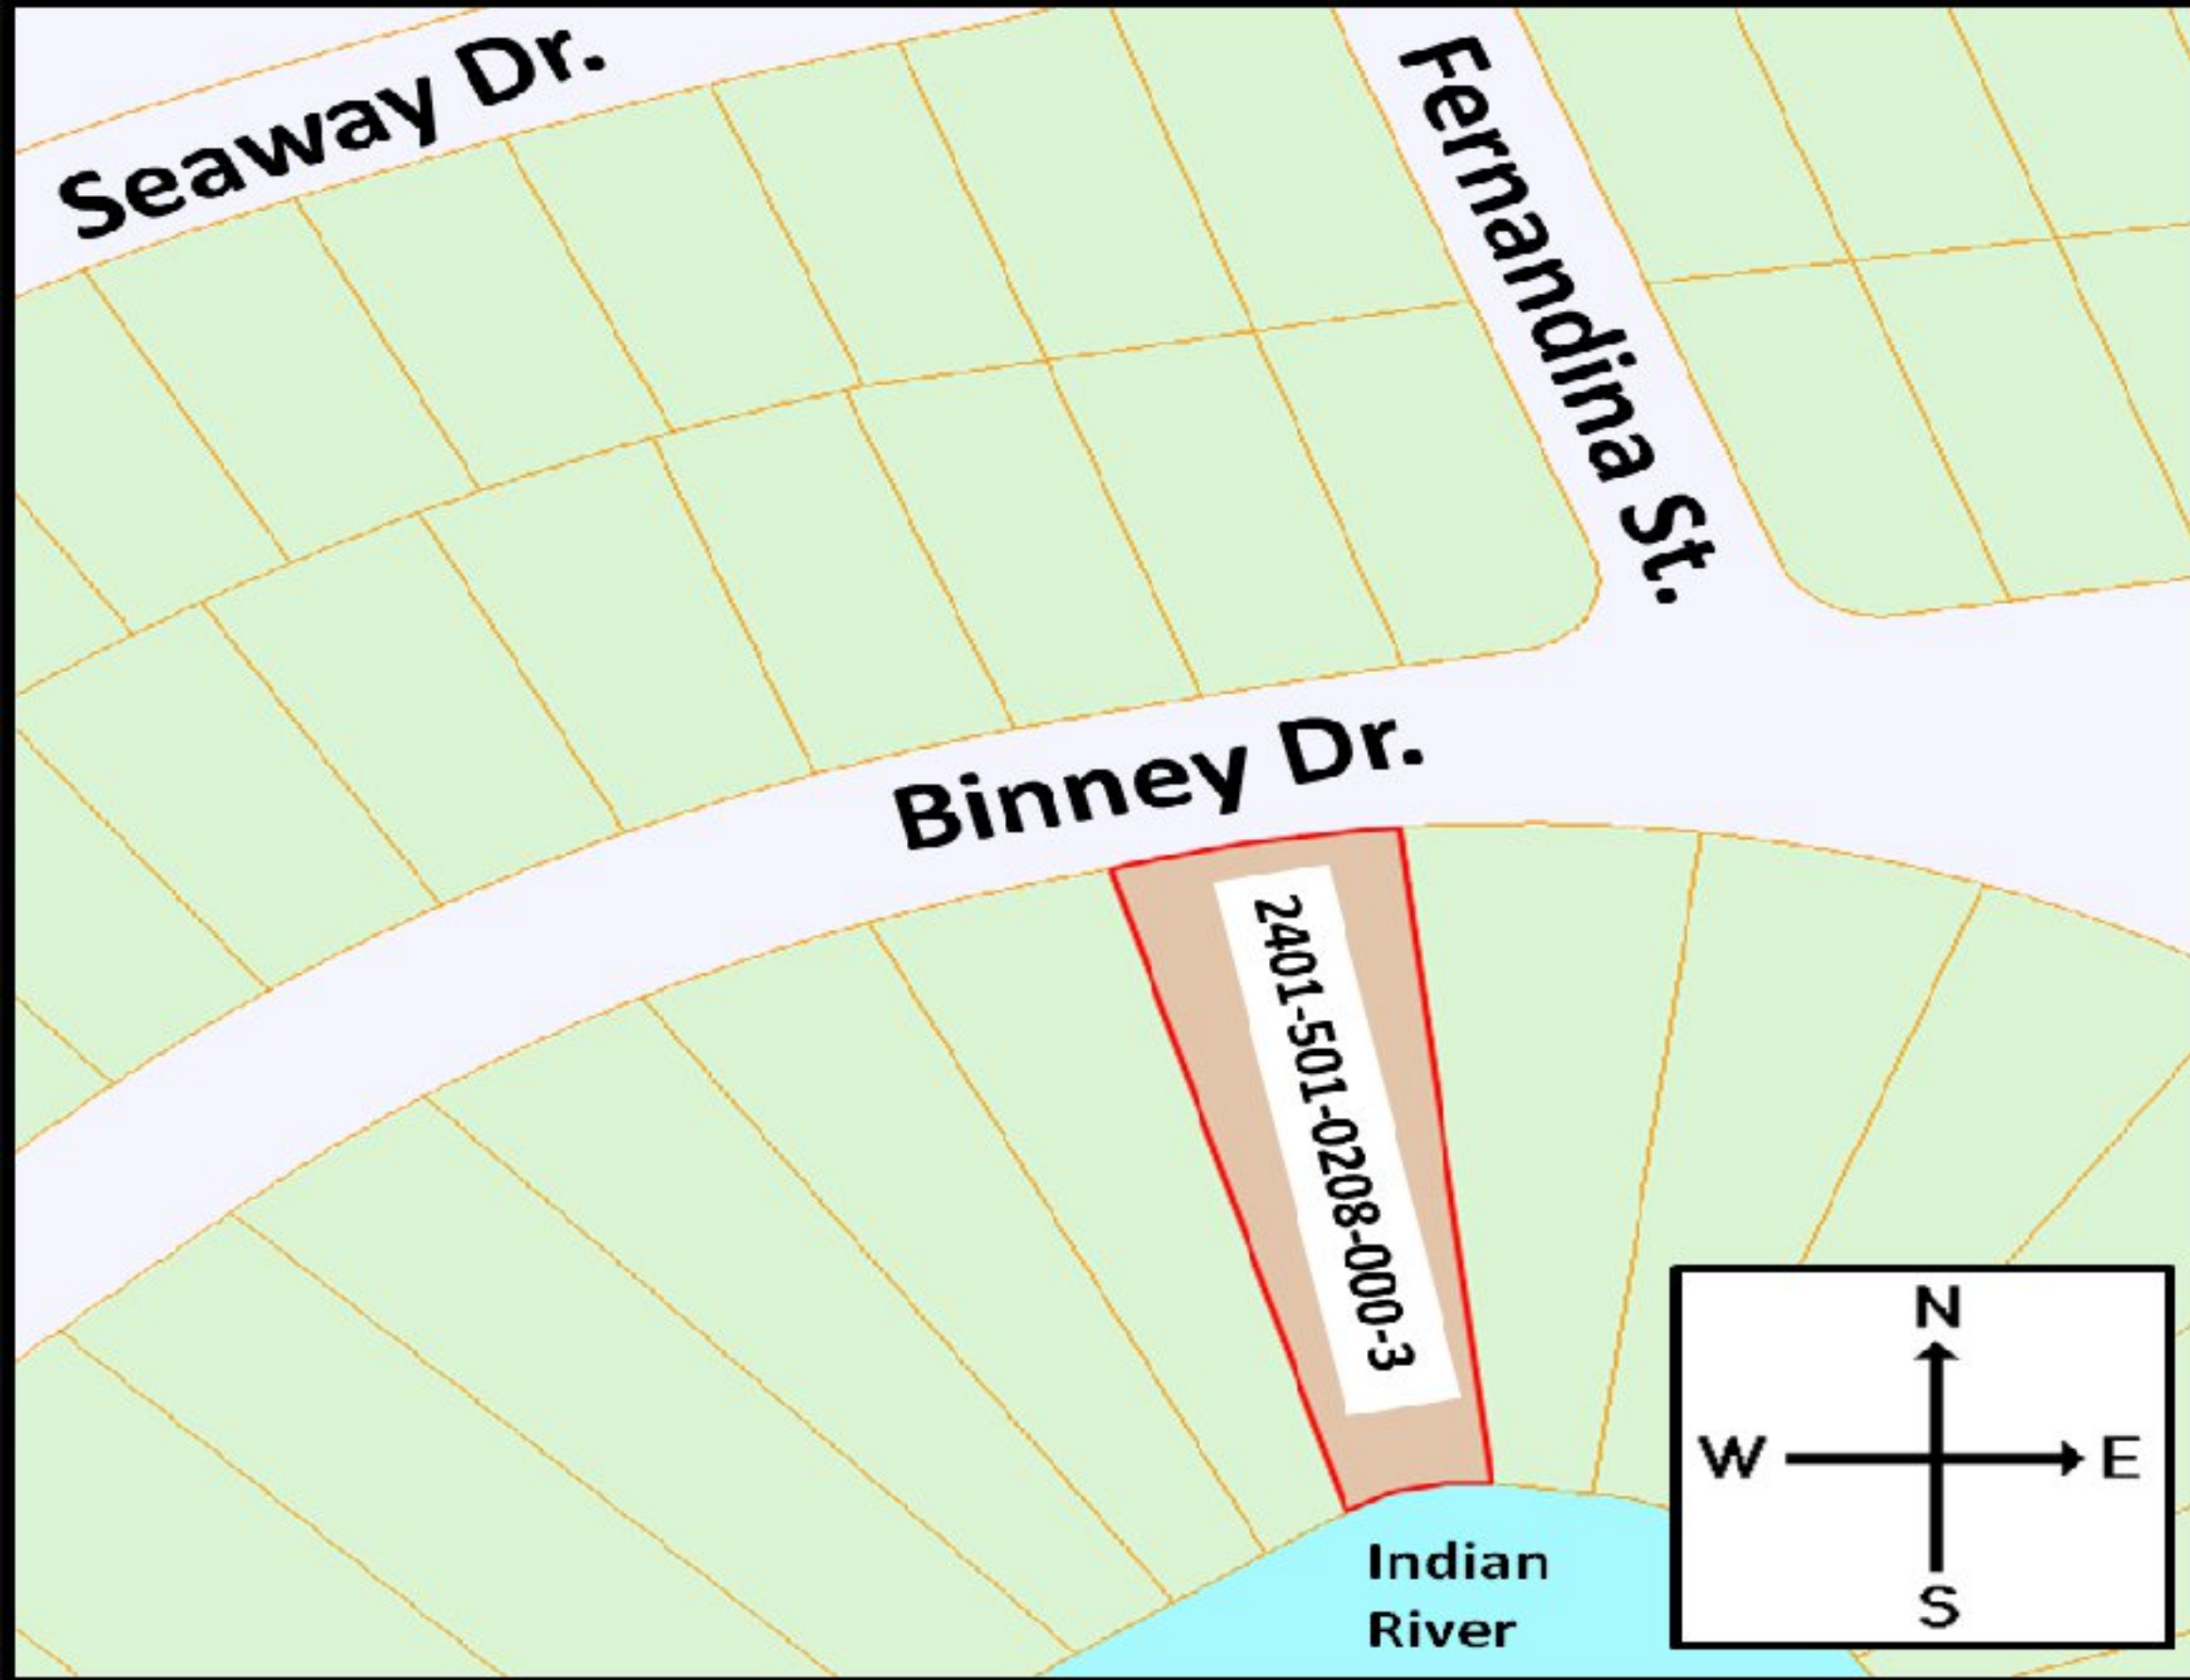 Seaway Dr.
Fernandina St.
Binney Dr.
2401-501-0208-000-3
Indian
River
N
W E
S